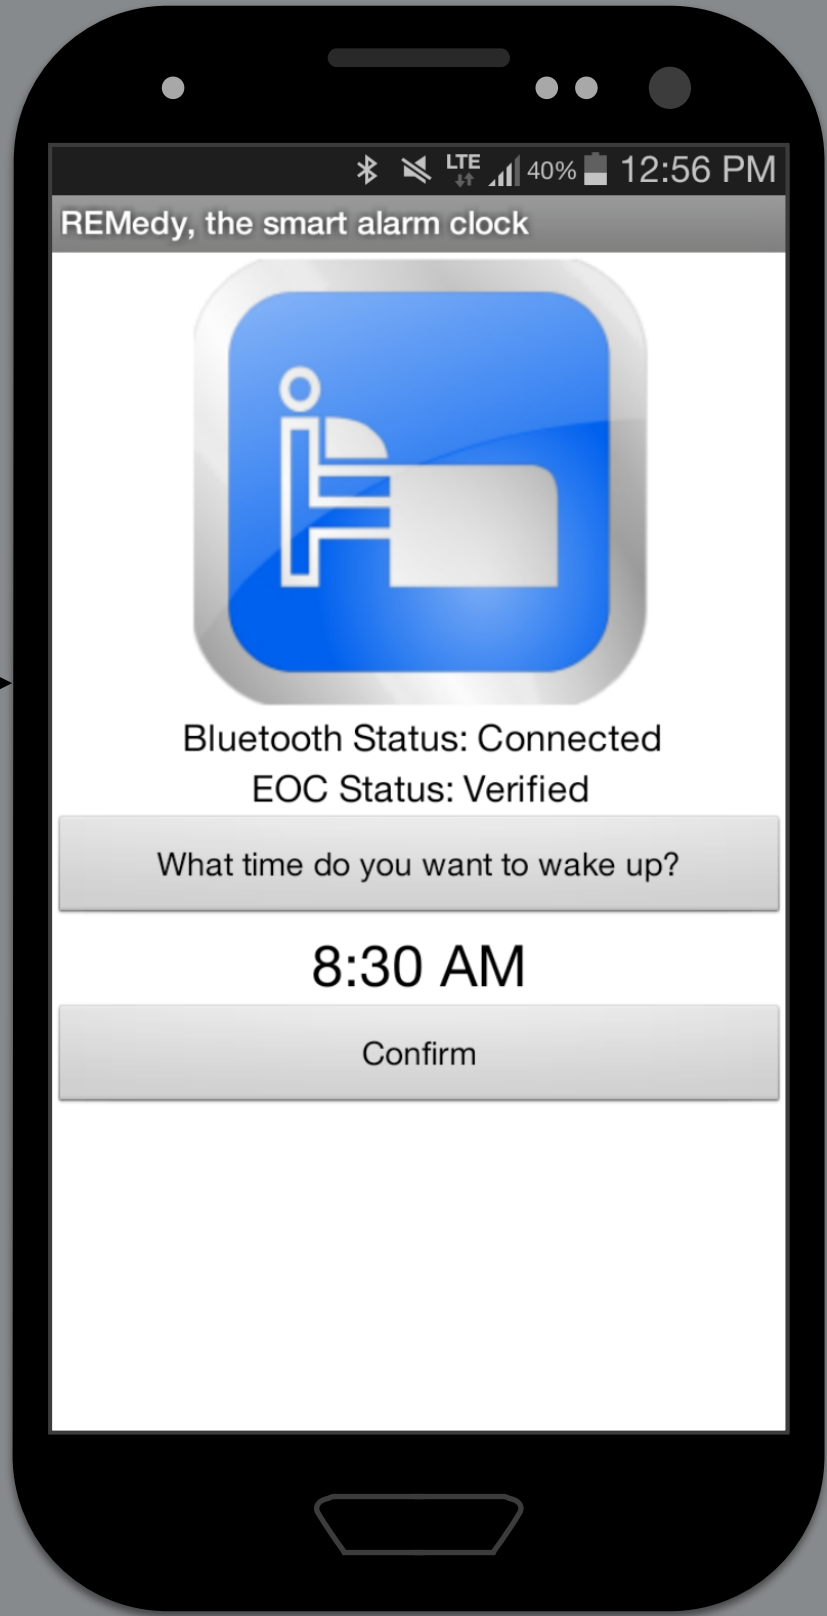 LTE 40% 12:56 PM
REMedy, the smart alarm clock
Bluetooth Status: Connected
EOC Status: Verified
What time do you want to wake up?
8:30 AM
Confirm